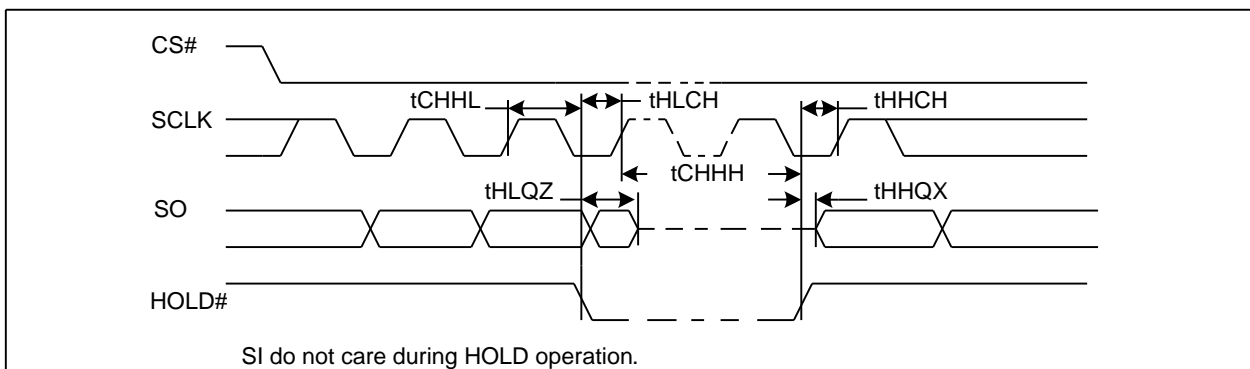 CS#
tCHHL
tHLCH
tHHCH
SCLK
tCHHH
tHLQZ
tHHQX
SO
HOLD#
SI do not care during HOLD operation.